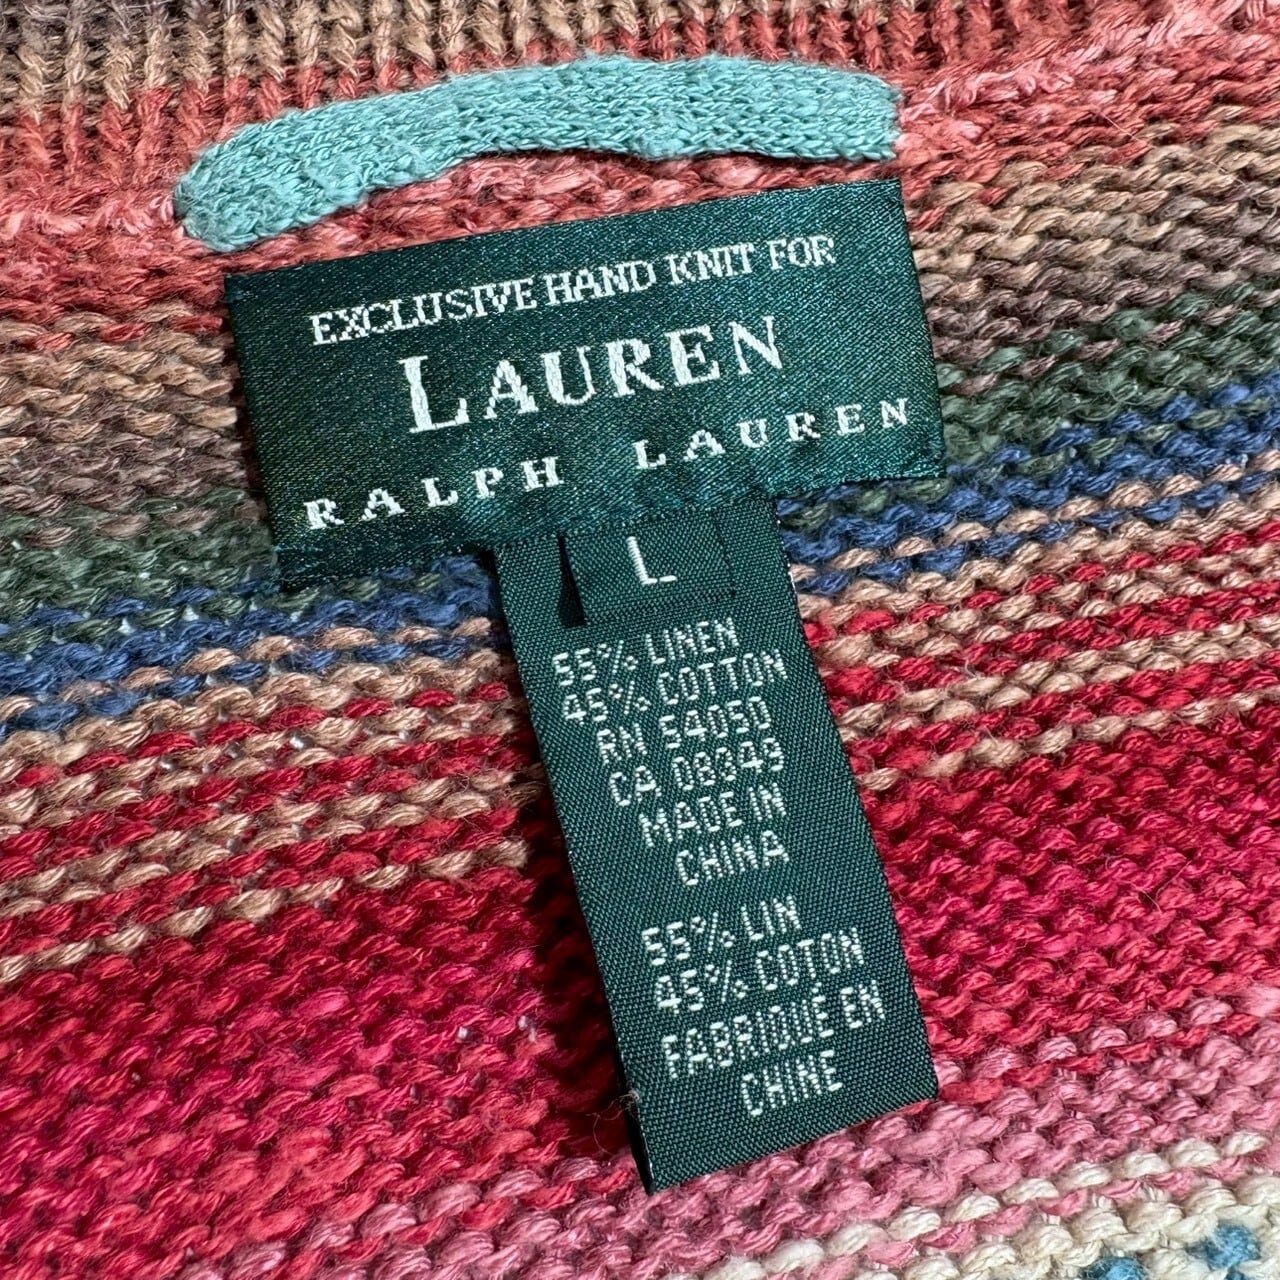 EXCLUSIVE HAND KNIT FOR
LAUREN
RALPH LAUREN
L
55% LINEN
45% COTTON
RN 54050
CA 08349
MADE IN
CHINA
55% LIN
45% COTON
FABRIQUÉ EN
CHINE